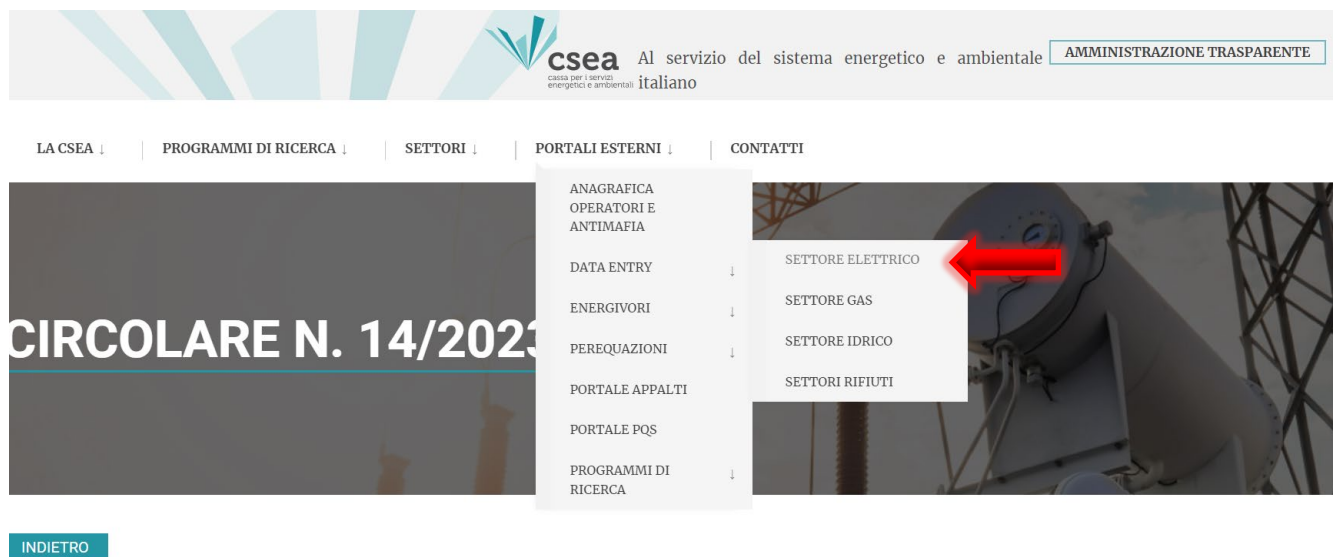 csea
cassa per i servizi
energetici e ambientali
Al servizio del sistema energetico e ambientale
italiano
AMMINISTRAZIONE TRASPARENTE
LA CSEA ↓
PROGRAMMI DI RICERCA ↓
SETTORI ↓
PORTALI ESTERNI ↓
CONTATTI
ANAGRAFICA
OPERATORI E
ANTIMAFIA
DATA ENTRY ↓
SETTORE ELETTRICO
SETTORE GAS
SETTORE IDRICO
SETTORI RIFIUTI
ENERGIVORI ↓
PEREQUAZIONI ↓
PORTALE APPALTI
PORTALE PQS
PROGRAMMI DI
RICERCA ↓
CIRCOLARE N. 14/2023
INDIETRO